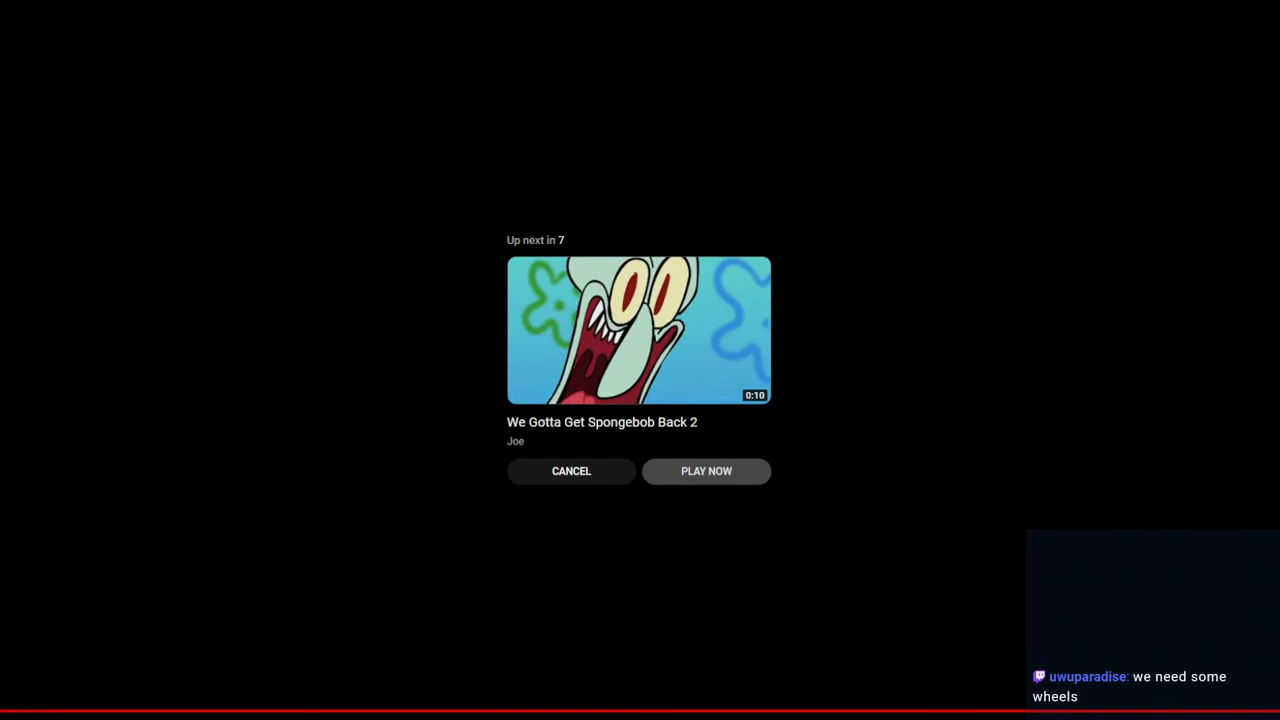 Up next in 7
0:10
We Gotta Get Spongebob Back 2
Joe
CANCEL PLAY NOW
uwuparadise: we need some
wheels